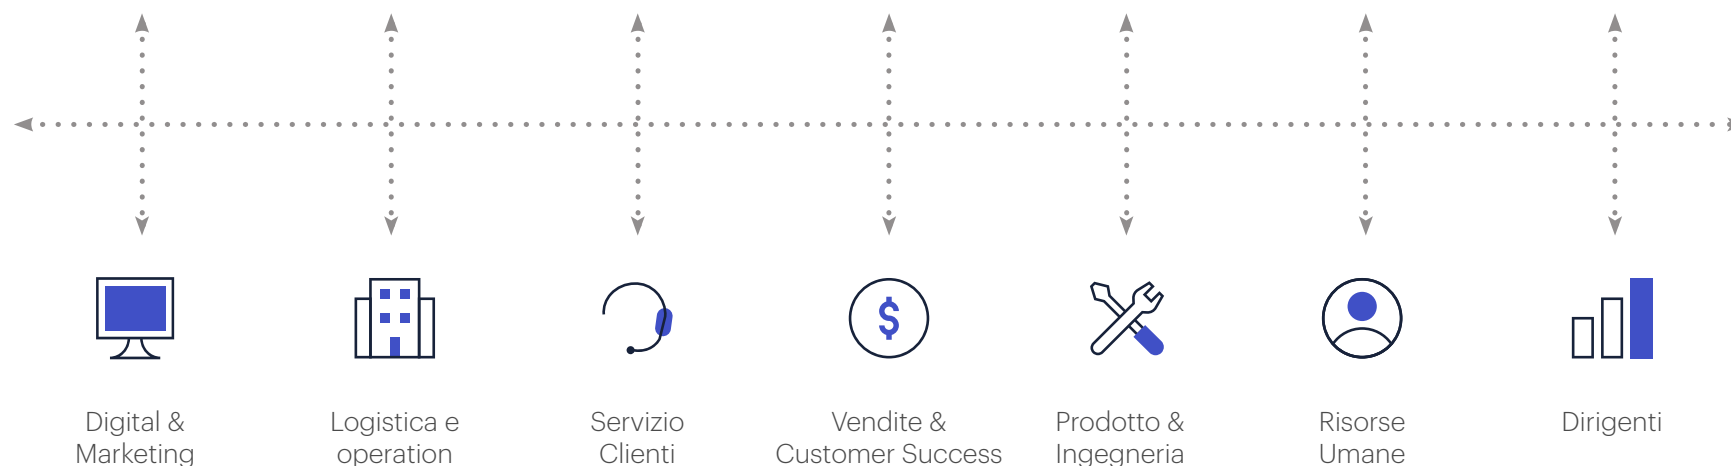 Digital &
Marketing
Logistica e
operation
Servizio
Clienti
$
Vendite &
Customer Success
Prodotto &
Ingegneria
Risorse
Umane
Dirigenti